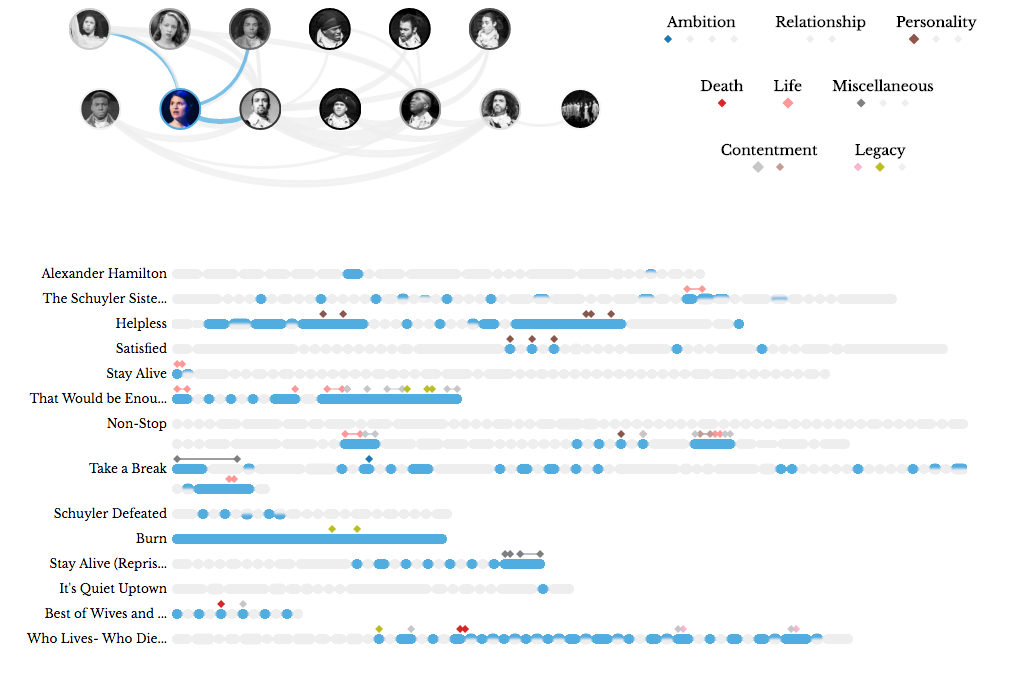 Ambition Relationship Personality
Death Life Miscellaneous
Contentment Legacy
Alexander Hamilton
The Schuyler Siste...
Helpless
Satisfied
Stay Alive
That Would be Enou...
Non-Stop
Take a Break
Schuyler Defeated
Burn
Stay Alive (Repris...
It's Quiet Uptown
Best of Wives and ...
Who Lives- Who Die...